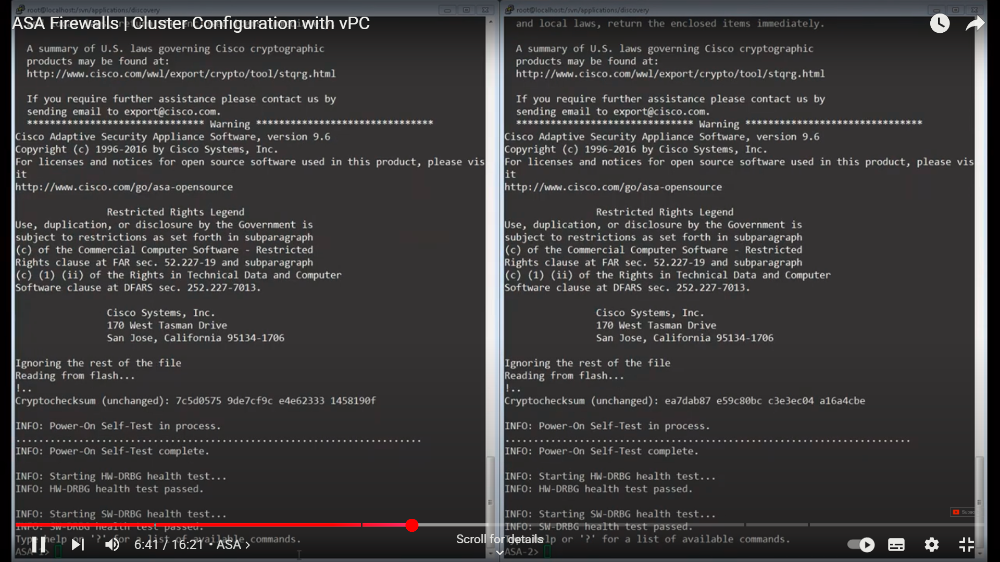 root@localhost:/svn/applications/discovery
ASA Firewalls | Cluster Configuration with vPC
A summary of U.S. laws governing Cisco cryptographic
products may be found at:
http://www.cisco.com/wwl/export/crypto/tool/stqrg.html
If you require further assistance please contact us by
sending email to export@cisco.com.
******************************* Warning *******************************
Cisco Adaptive Security Appliance Software, version 9.6
Copyright (c) 1996-2016 by Cisco Systems, Inc.
For licenses and notices for open source software used in this product, please vis
it
http://www.cisco.com/go/asa-opensource
Restricted Rights Legend
Use, duplication, or disclosure by the Government is
subject to restrictions as set forth in subparagraph
(c) of the Commercial Computer Software - Restricted
Rights clause at FAR sec. 52.227-19 and subparagraph
(c) (1) (ii) of the Rights in Technical Data and Computer
Software clause at DFARS sec. 252.227-7013.
Cisco Systems, Inc.
170 West Tasman Drive
San Jose, California 95134-1706
Ignoring the rest of the file
Reading from flash...
!..
Cryptochecksum (unchanged): 7c5d0575 9de7cf9c e4e62333 1458190f
INFO: Power-On Self-Test in process.
.......................................................................
INFO: Power-On Self-Test complete.
INFO: Starting HW-DRBG health test...
INFO: HW-DRBG health test passed.
INFO: Starting SW-DRBG health test...
INFO: SW-DRBG health test passed.
Type help or '?' for a list of available commands.
ASA-1>
root@localhost:/svn/applications/discovery
and local laws, return the enclosed items immediately.
A summary of U.S. laws governing Cisco cryptographic
products may be found at:
http://www.cisco.com/wwl/export/crypto/tool/stqrg.html
If you require further assistance please contact us by
sending email to export@cisco.com.
******************************* Warning *******************************
Cisco Adaptive Security Appliance Software, version 9.6
Copyright (c) 1996-2016 by Cisco Systems, Inc.
For licenses and notices for open source software used in this product, please vis
it
http://www.cisco.com/go/asa-opensource
Restricted Rights Legend
Use, duplication, or disclosure by the Government is
subject to restrictions as set forth in subparagraph
(c) of the Commercial Computer Software - Restricted
Rights clause at FAR sec. 52.227-19 and subparagraph
(c) (1) (ii) of the Rights in Technical Data and Computer
Software clause at DFARS sec. 252.227-7013.
Cisco Systems, Inc.
170 West Tasman Drive
San Jose, California 95134-1706
Ignoring the rest of the file
Reading from flash...
!..
Cryptochecksum (unchanged): ea7dab87 e59c80bc c3e3ec04 a16a4cbe
INFO: Power-On Self-Test in process.
.......................................................................
INFO: Power-On Self-Test complete.
INFO: Starting HW-DRBG health test...
INFO: HW-DRBG health test passed.
INFO: Starting SW-DRBG health test...
INFO: SW-DRBG health test passed.
help or '?' for a list of available commands.
ASA-2>
Subsc
6:41 / 16:21 • ASA >
Scroll for details